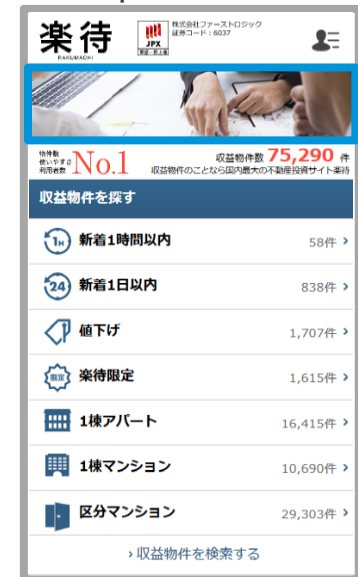 楽待
RAKUMACHI
JPX
株式会社ファーストロジック
証券コード：6037
物件数
使いやすさ
利用者数
No.1
収益物件数 75,290 件
収益物件のことなら国内最大の不動産投資サイト楽待
収益物件を探す
1H 新着1時間以内 58件
24 新着1日以内 838件
値下げ 1,707件
限定 楽待限定 1,615件
1棟アパート 16,415件
1棟マンション 10,690件
区分マンション 29,303件
収益物件を検索する